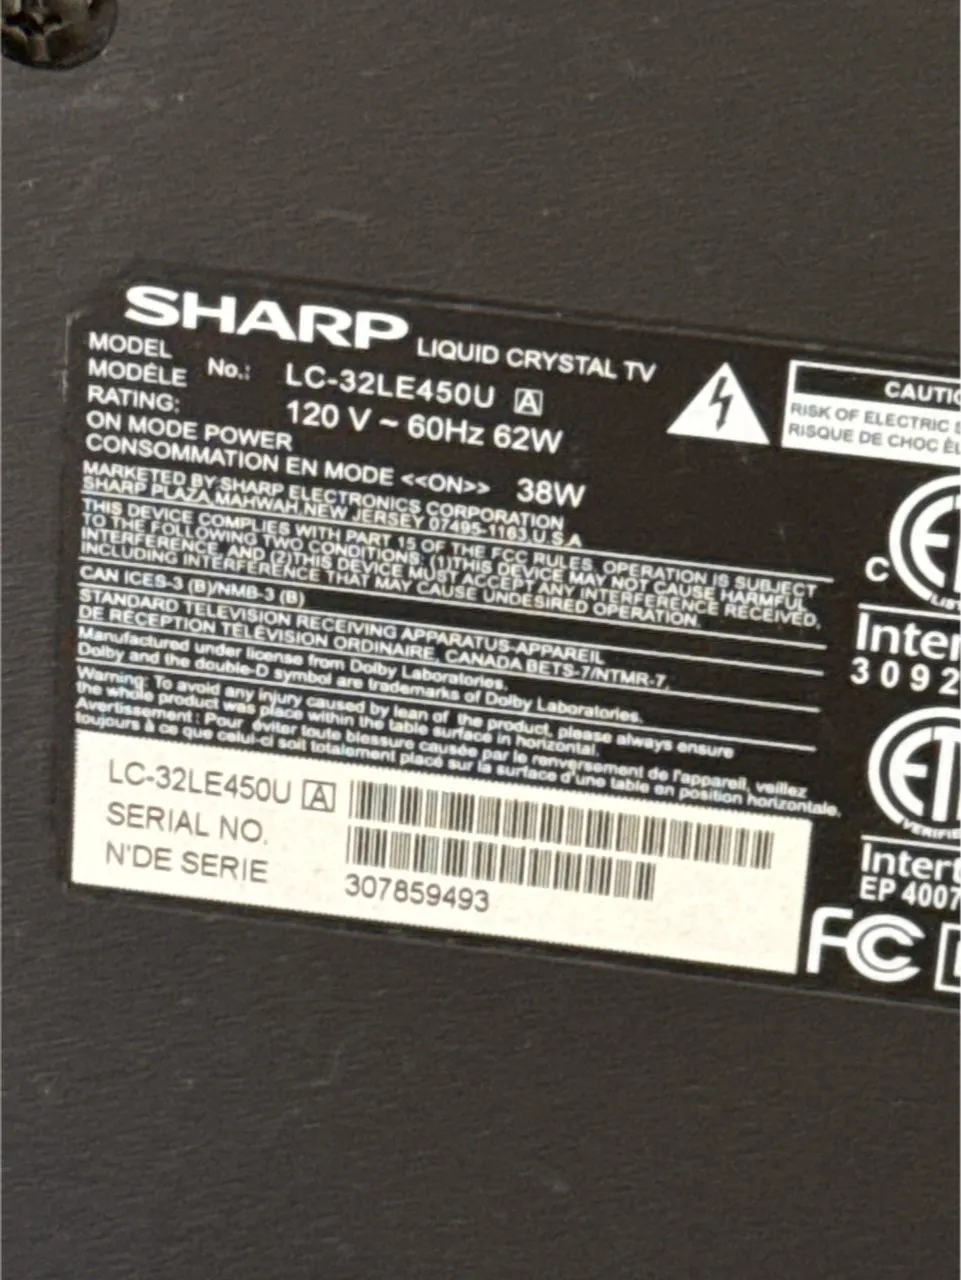 SHARP LIQUID CRYSTAL TV
MODEL
MODÈLE No.: LC-32LE450U A
RATING: 120 V ~ 60Hz 62W
ON MODE POWER
CONSOMMATION EN MODE <<ON>> 38W
MARKETED BY SHARP ELECTRONICS CORPORATION
SHARP PLAZA, MAHWAH, NEW JERSEY 07495-1163 U.S.A
THIS DEVICE COMPLIES WITH PART 15 OF THE FCC RULES. OPERATION IS SUBJECT
TO THE FOLLOWING TWO CONDITIONS: (1)THIS DEVICE MAY NOT CAUSE HARMFUL
INTERFERENCE, AND (2)THIS DEVICE MUST ACCEPT ANY INTERFERENCE RECEIVED,
INCLUDING INTERFERENCE THAT MAY CAUSE UNDESIRED OPERATION.
CAN ICES-3 (B)/NMB-3 (B)
STANDARD TELEVISION RECEIVING APPARATUS-APPAREIL
DE RÉCEPTION TÉLÉVISION ORDINAIRE, CANADA BETS-7/NTMR-7.
Manufactured under license from Dolby Laboratories.
Dolby and the double-D symbol are trademarks of Dolby Laboratories.
Warning: To avoid any injury caused by lean of the product, please always ensure
the whole product was place within the table surface in horizontal.
Avertissement : Pour éviter toute blessure causée par le renversement de l'appareil, veillez
toujours à ce que celui-ci soit totalement placé sur la surface d'une table en position horizontale.
LC-32LE450U A
SERIAL NO.
N'DE SERIE
307859493
CAUTIO
RISK OF ELECTRIC S
RISQUE DE CHOC ÉL
C ET
LIS
Inter
3092
ET
VERIFIE
Intert
EP 4007
FC